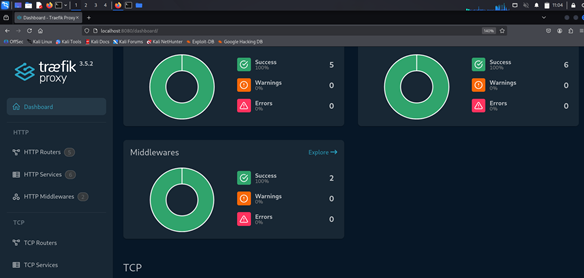 1 2 3 4
11:04
Dashboard - Traefik Proxy
localhost:8080/dashboard/
OffSec Kali Linux Kali Tools Kali Docs Kali Forums Kali NetHunter Exploit-DB Google Hacking DB
træfik proxy 3.5.2
Dashboard
HTTP
HTTP Routers 5
HTTP Services 6
HTTP Middlewares 2
TCP
TCP Routers
TCP Services
Success 5
100%
Warnings 0
0%
Errors 0
0%
Success 6
100%
Warnings 0
0%
Errors 0
0%
Middlewares Explore →
Success 2
100%
Warnings 0
0%
Errors 0
0%
TCP